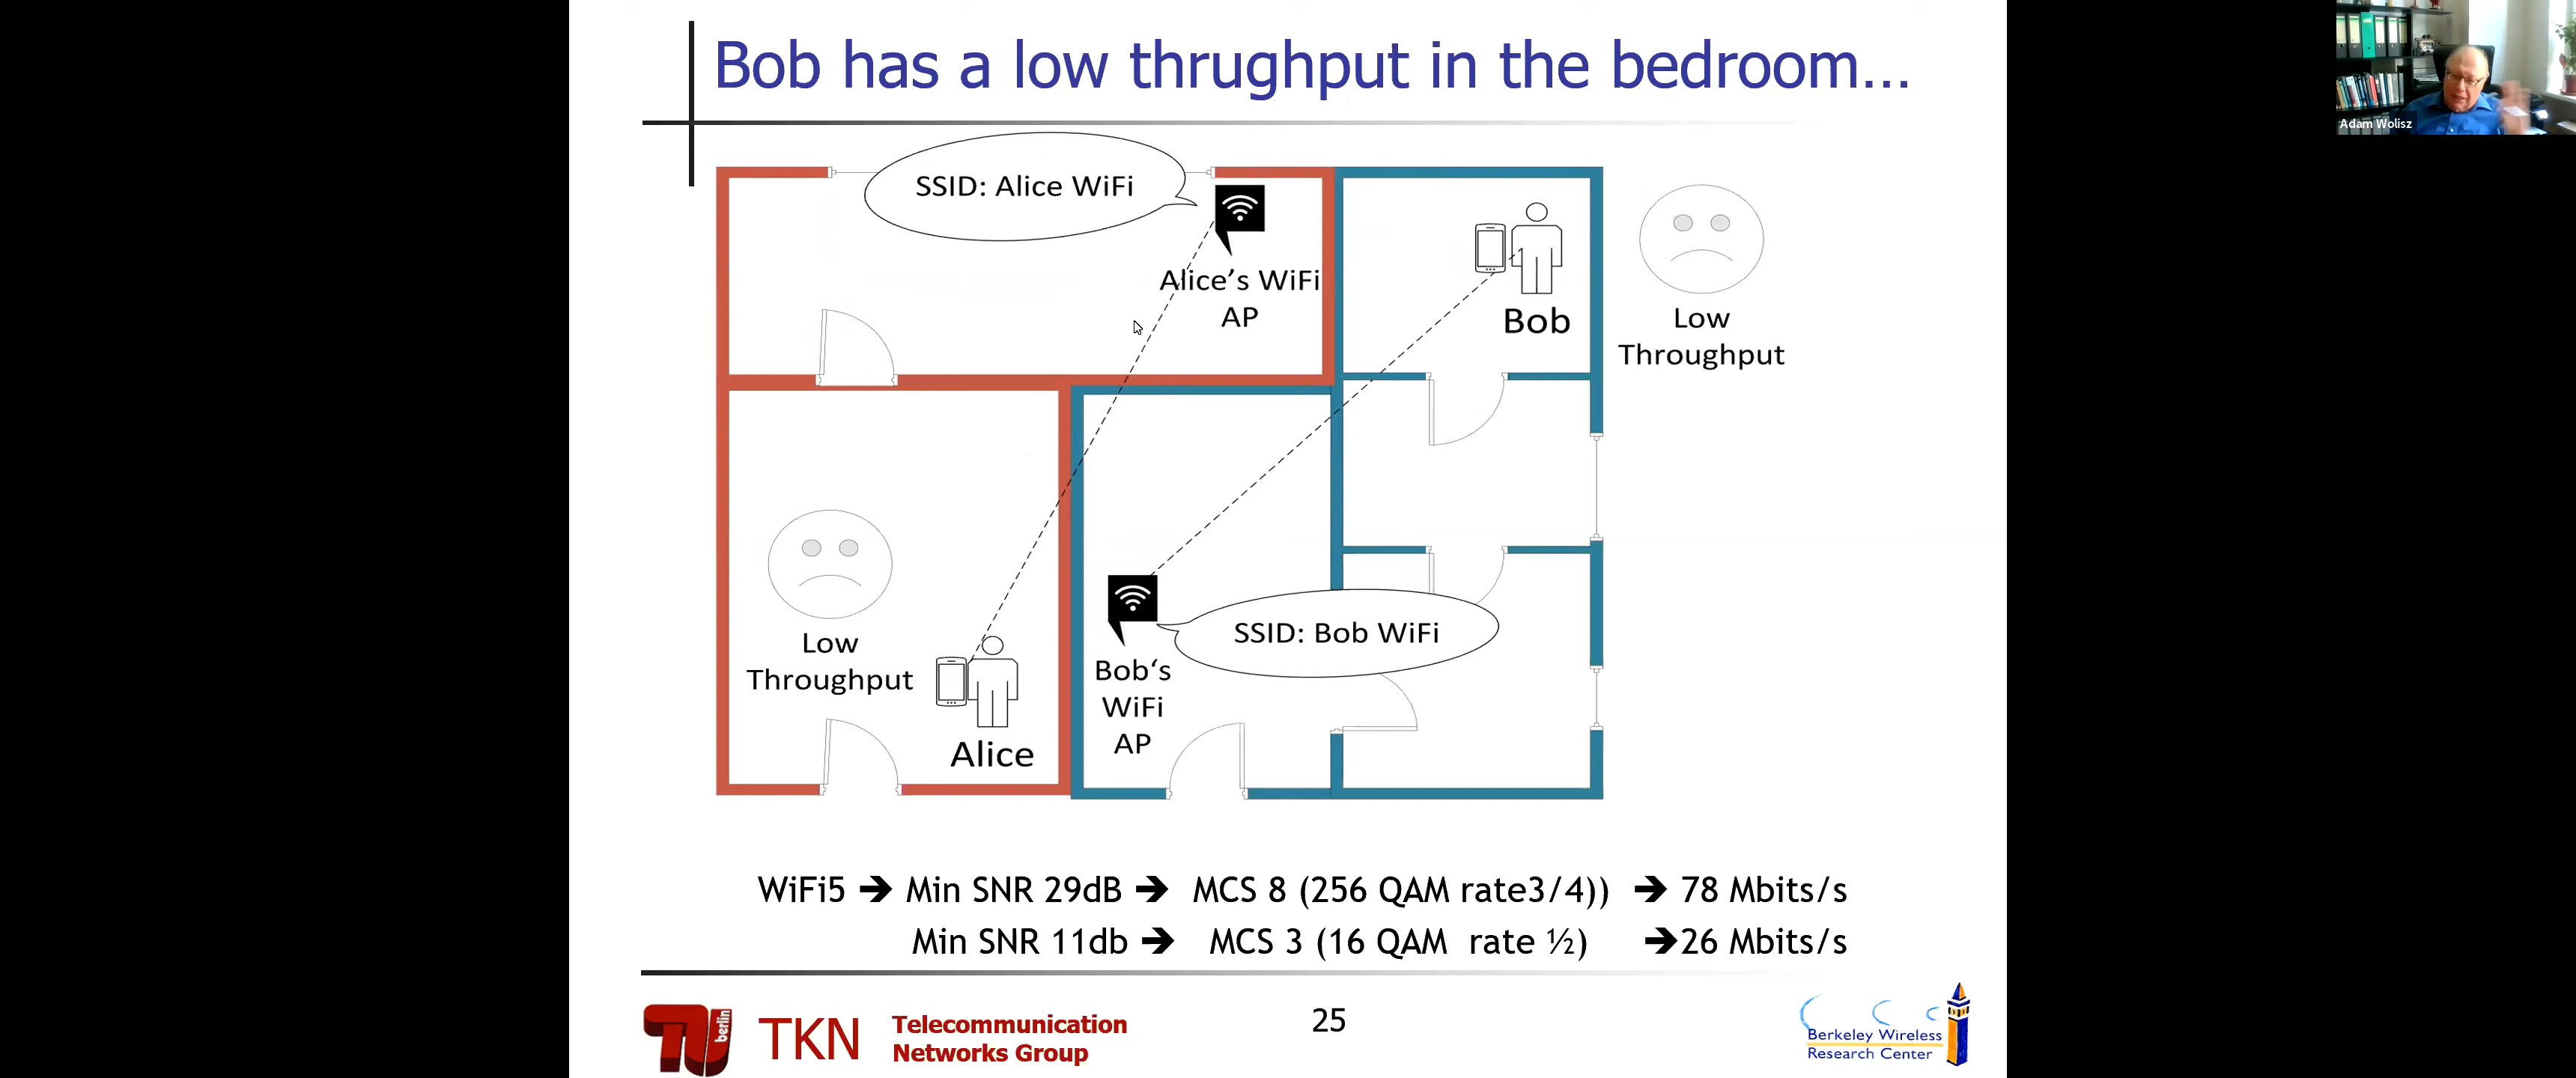 Bob has a low thrughput in the bedroom...
Adam Wolisz
SSID: Alice WiFi
Alice's WiFi
AP
Bob
Low
Throughput
Low
Throughput
Alice
SSID: Bob WiFi
Bob‘s
WiFi
AP
WiFi5 ➔ Min SNR 29dB ➔ MCS 8 (256 QAM rate3/4)) ➔ 78 Mbits/s
Min SNR 11db ➔ MCS 3 (16 QAM rate ½) ➔26 Mbits/s
berlin
TKN
Telecommunication
Networks Group
25
Berkeley Wireless
Research Center